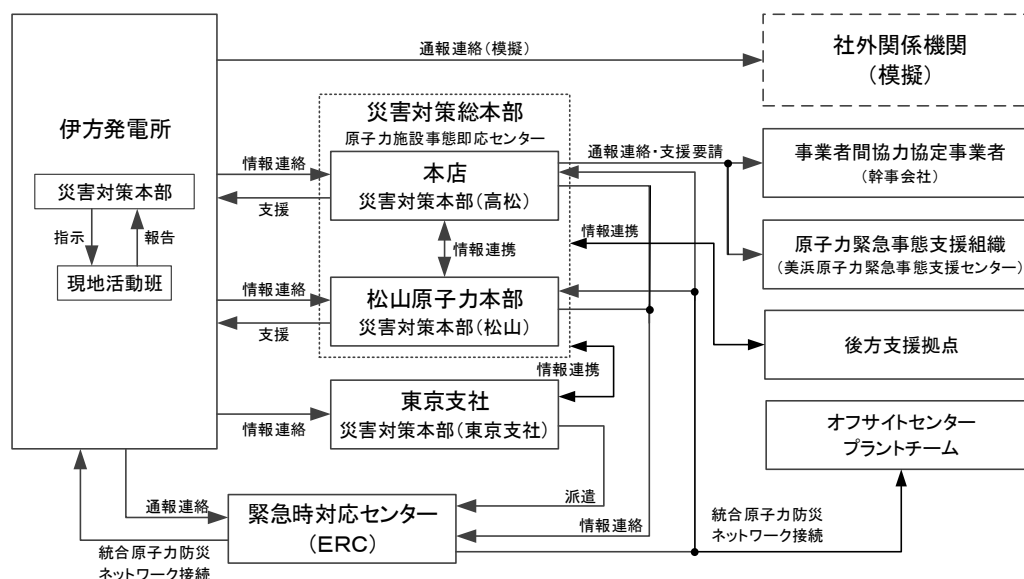 伊方発電所
災害対策本部
指示
報告
現地活動班
通報連絡(模擬)
社外関係機関
(模擬)
災害対策総本部
原子力施設事態即応センター
情報連絡
本店
災害対策本部(高松)
支援
情報連携
通報連絡・支援要請
事業者間協力協定事業者
(幹事会社)
情報連携
原子力緊急事態支援組織
(美浜原子力緊急事態支援センター)
情報連絡
松山原子力本部
災害対策本部(松山)
支援
後方支援拠点
情報連携
東京支社
災害対策本部(東京支社)
情報連絡
オフサイトセンター
プラントチーム
派遣
通報連絡
緊急時対応センター
(ERC)
情報連絡
統合原子力防災
ネットワーク接続
統合原子力防災
ネットワーク接続